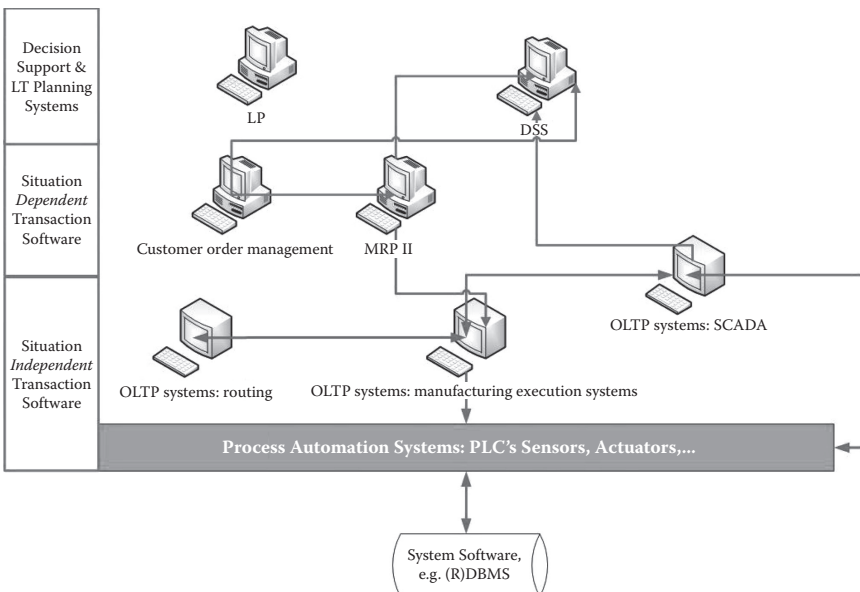 Decision
Support &
LT Planning
Systems
LP
DSS
Situation
Dependent
Transaction
Software
Customer order management
MRP II
OLTP systems: SCADA
Situation
Independent
Transaction
Software
OLTP systems: routing
OLTP systems: manufacturing execution systems
Process Automation Systems: PLC's Sensors, Actuators,...
System Software,
e.g. (R)DBMS